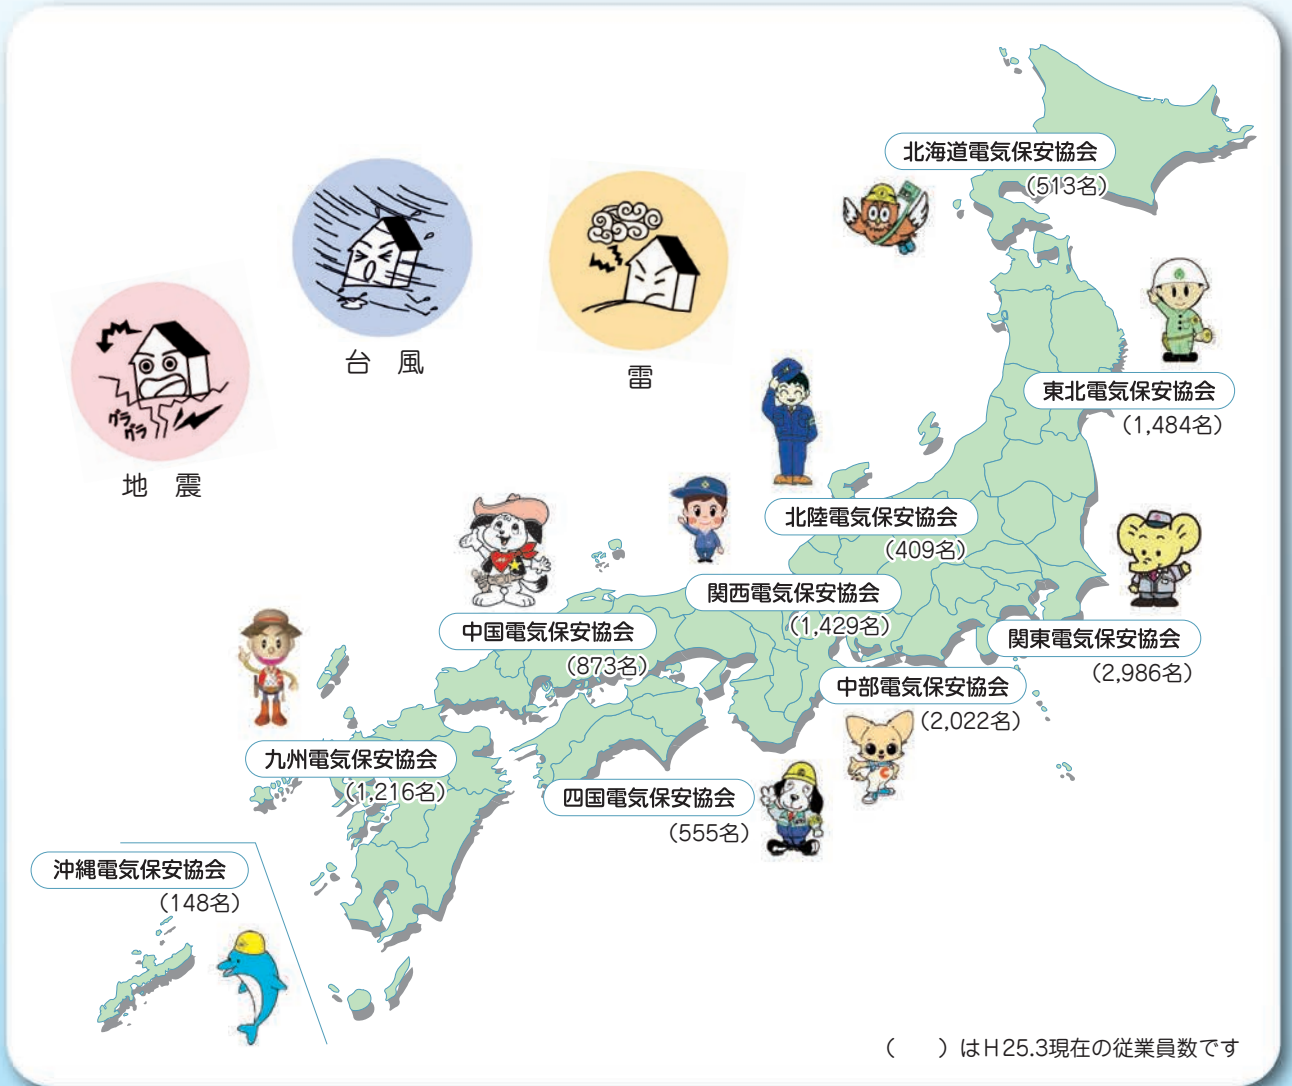 北海道電気保安協会
(513名)
台　風
雷
東北電気保安協会
(1,484名)
グラ
グラ
地　震
北陸電気保安協会
(409名)
関西電気保安協会
(1,429名)
中国電気保安協会
(873名)
関東電気保安協会
(2,986名)
中部電気保安協会
(2,022名)
九州電気保安協会
(1,216名)
四国電気保安協会
(555名)
沖縄電気保安協会
(148名)
(　　)はH25.3現在の従業員数です